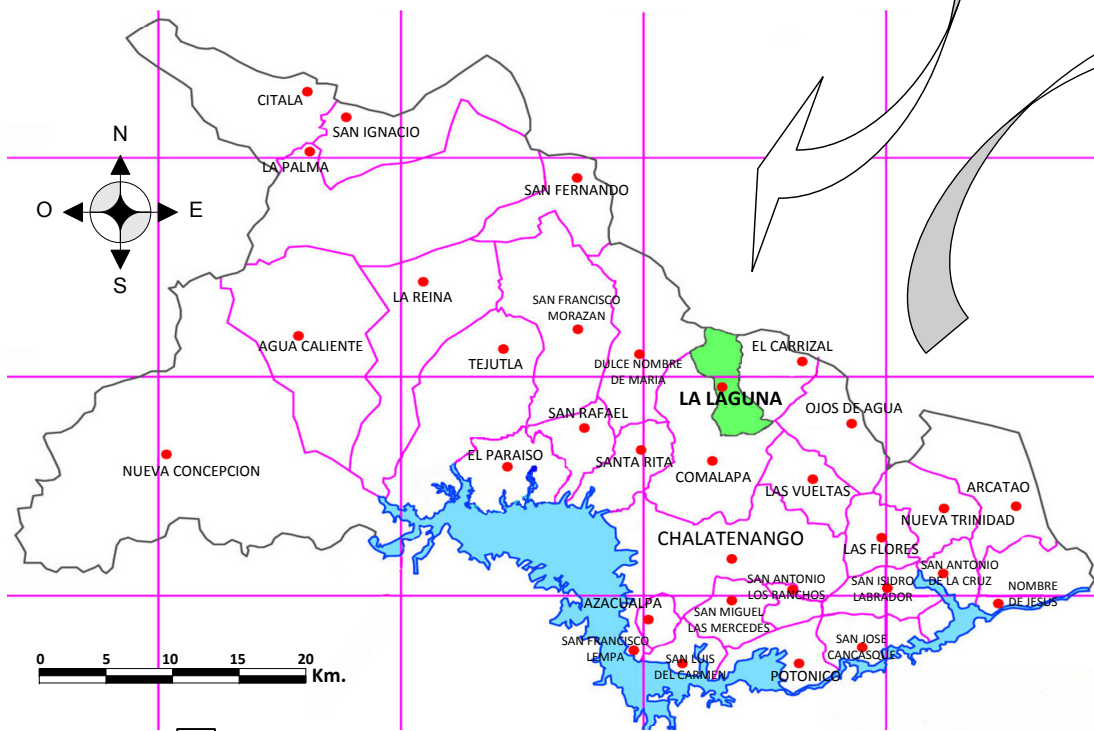 CITALA
SAN IGNACIO
N
LA PALMA
SAN FERNANDO
O
E
S
LA REINA
SAN FRANCISCO
MORAZAN
AGUA CALIENTE
TEJUTLA
DULCE NOMBRE
DE MARIA
EL CARRIZAL
LA LAGUNA
OJOS DE AGUA
SAN RAFAEL
EL PARAISO
SANTA RITA
NUEVA CONCEPCION
COMALAPA
LAS VUELTAS
ARCATAO
NUEVA TRINIDAD
CHALATENANGO
LAS FLORES
SAN ANTONIO
DE LA CRUZ
SAN ANTONIO
LOS RANCHOS
SAN ISIDRO
LABRADOR
NOMBRE
DE JESUS
AZACUALPA
SAN MIGUEL
LAS MERCEDES
SAN FRANCISCO
LEMPA
SAN LUIS
DEL CARMEN
SAN JOSE
CANCASQUE
POTONICO
0 5 10 15 20
Km.